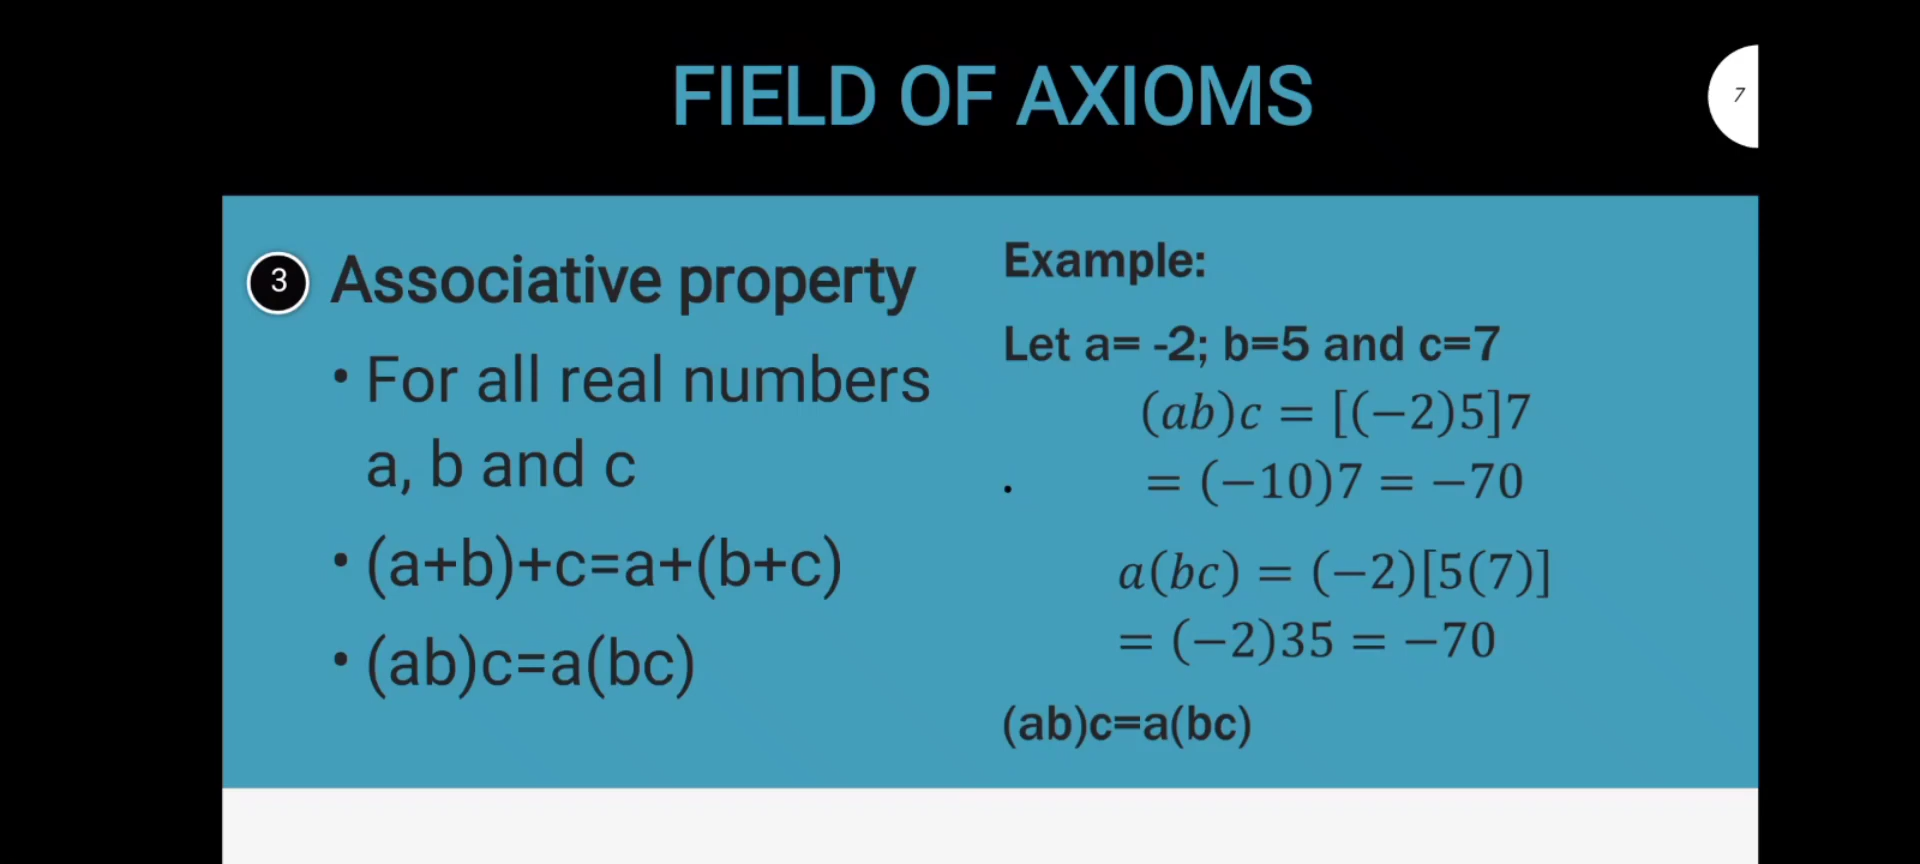 FIELD OF AXIOMS
7
3 Associative property
• For all real numbers
a, b and c
• (a+b)+c=a+(b+c)
• (ab)c=a(bc)
Example:
Let a= -2; b=5 and c=7
(ab)c = [(−2)5]7
. = (−10)7 = −70
a(bc) = (−2)[5(7)]
= (−2)35 = −70
(ab)c=a(bc)